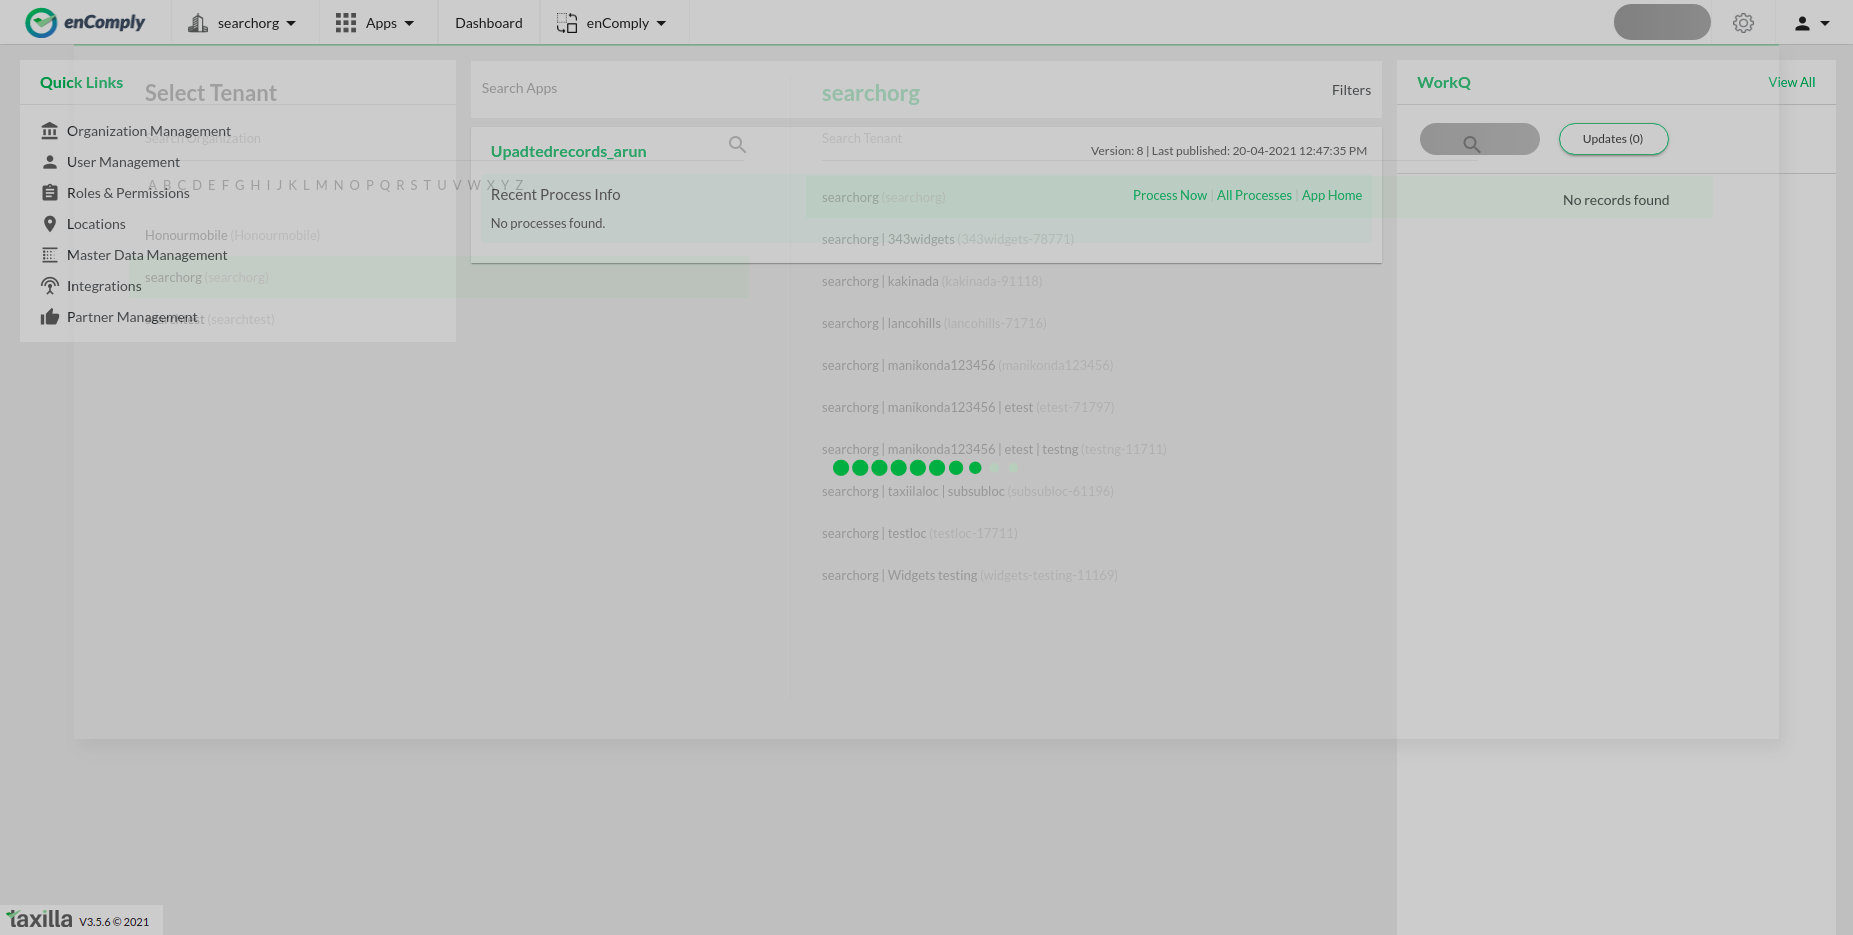 enComply
searchorg
Apps
Dashboard
enComply
Quick Links
Organization Management
User Management
Roles & Permissions
Locations
Master Data Management
Integrations
Partner Management
Select Tenant
Search Organization
A B C D E F G H I J K L M N O P Q R S T U V W X Y Z
Honourmobile (Honourmobile)
searchorg (searchorg)
searchtest (searchtest)
Search Apps
Filters
Upadtedrecords_arun
Version: 8 | Last published: 20-04-2021 12:47:35 PM
Recent Process Info
Process Now | All Processes | App Home
No processes found.
searchorg
Search Tenant
searchorg (searchorg)
searchorg | 343widgets (343widgets-78771)
searchorg | kakinada (kakinada-91118)
searchorg | lancohills (lancohills-71716)
searchorg | manikonda123456 (manikonda123456)
searchorg | manikonda123456 | etest (etest-71797)
searchorg | manikonda123456 | etest | testng (testng-11711)
searchorg | taxiilaloc | subsubloc (subsubloc-61196)
searchorg | testloc (testloc-17711)
searchorg | Widgets testing (widgets-testing-11169)
WorkQ
View All
Updates (0)
No records found
taxilla V3.5.6 © 2021